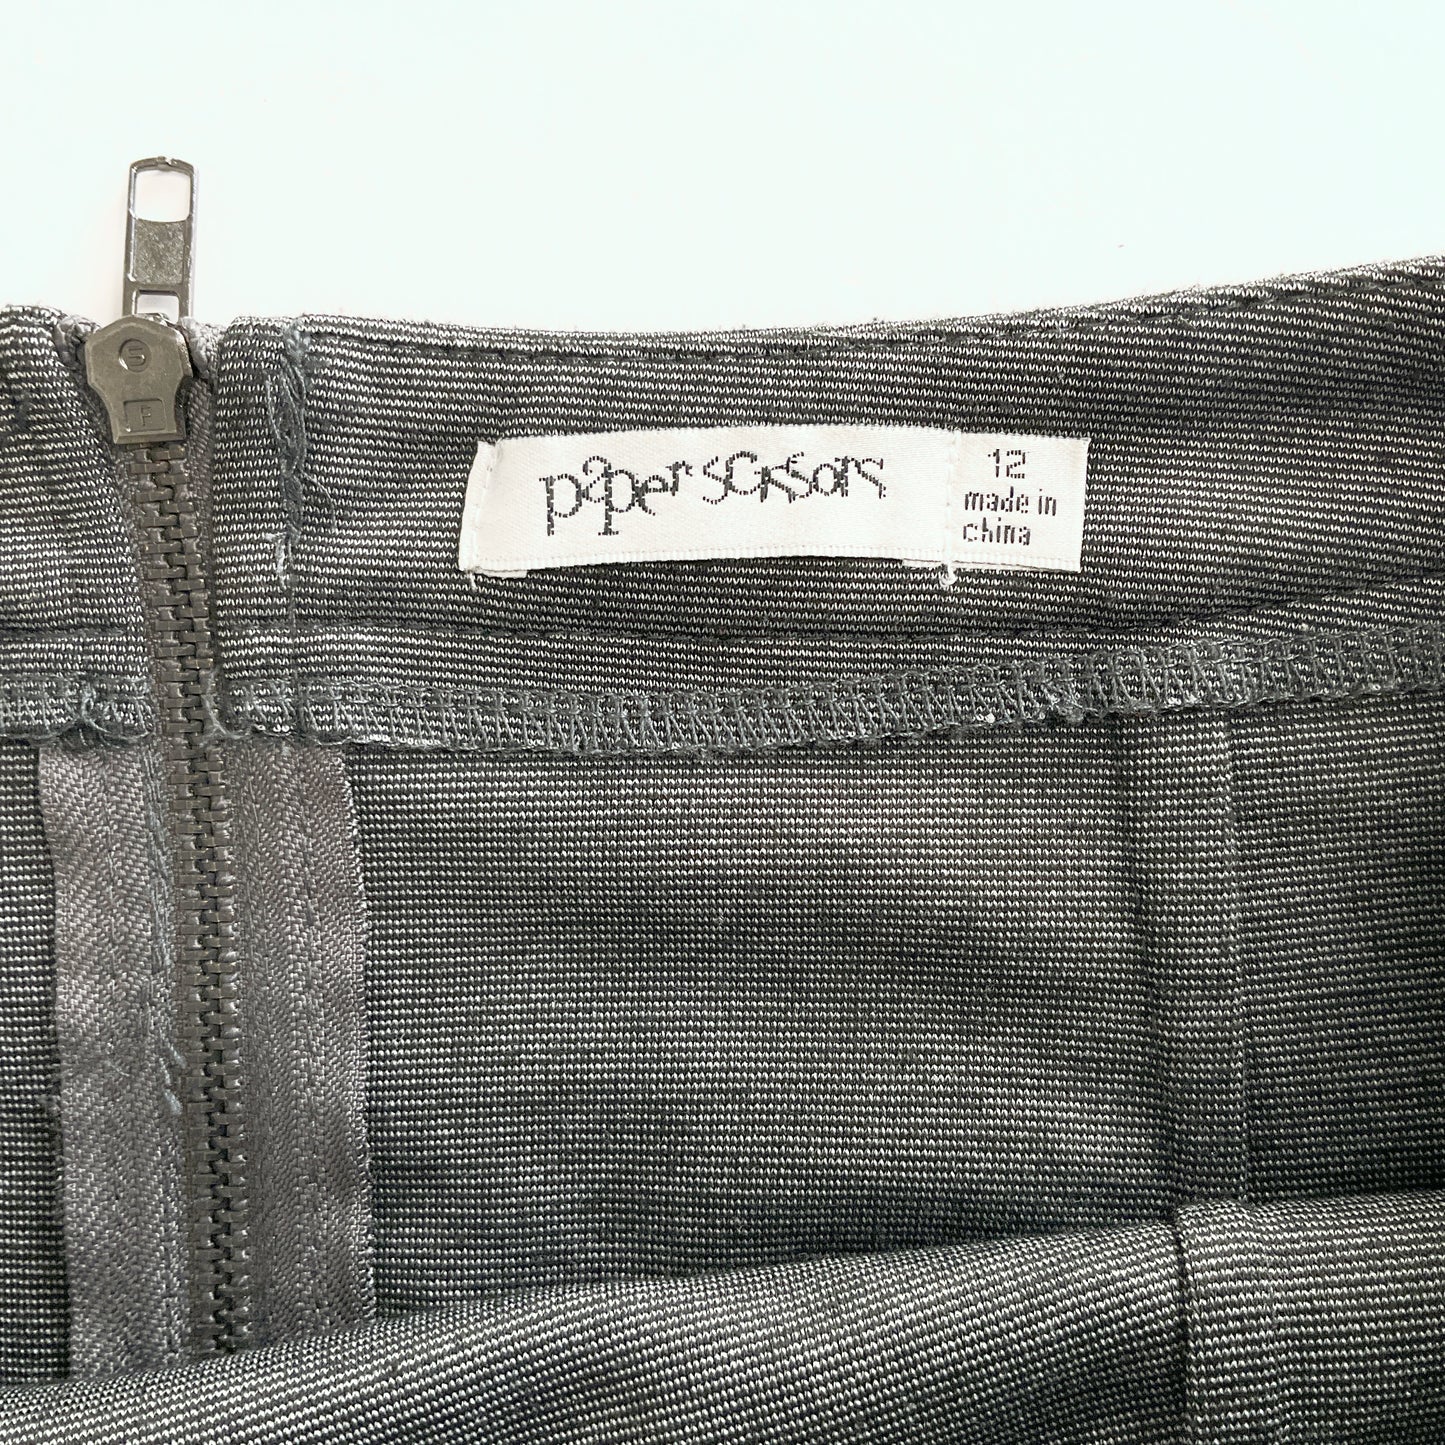 S
F
paper scissors
12
made in
china